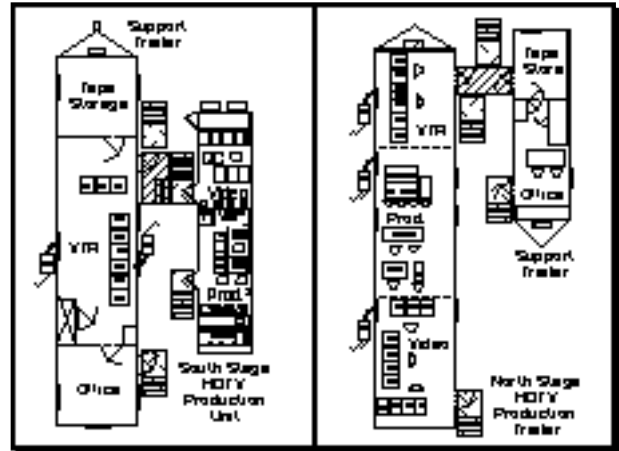 Support
Trailer
Tape
Storage
VTR
Office
Video
Prod.
South Stage
HDTV
Production
Unit
VTR
Prod.
Video
Tape
Store
Office
Support
Trailer
North Stage
HDTV
Production
Trailer